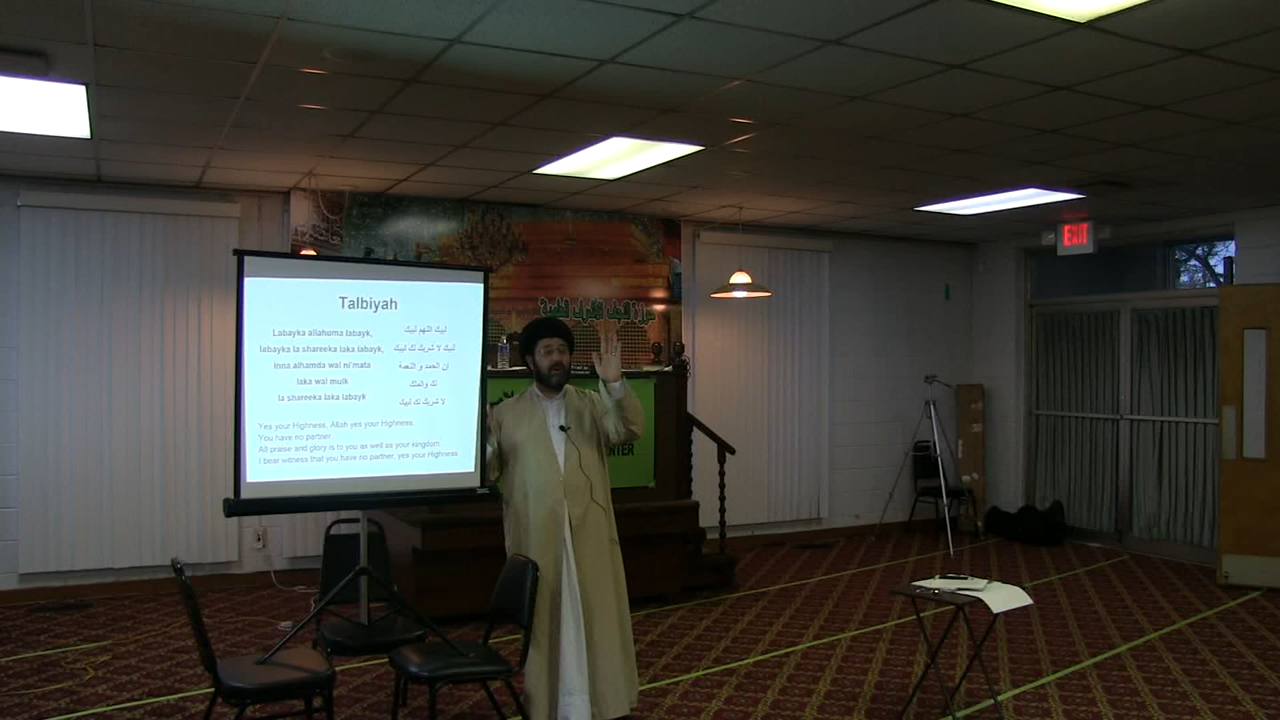 Talbiyah
Labayka allahuma labayk,
labayka la shareeka laka labayk,
inna alhamda wal ni'mata
laka wal mulk
la shareeka laka labayk
لبيك اللهم لبيك
لبيك لا شريك لك لبيك
ان الحمد و النعمة
لك والملك
لا شريك لك لبيك
Yes your Highness, Allah yes your Highness.
You have no partner.
All praise and glory is to you as well as your kingdom.
I bear witness that you have no partner, yes your Highness
EXIT